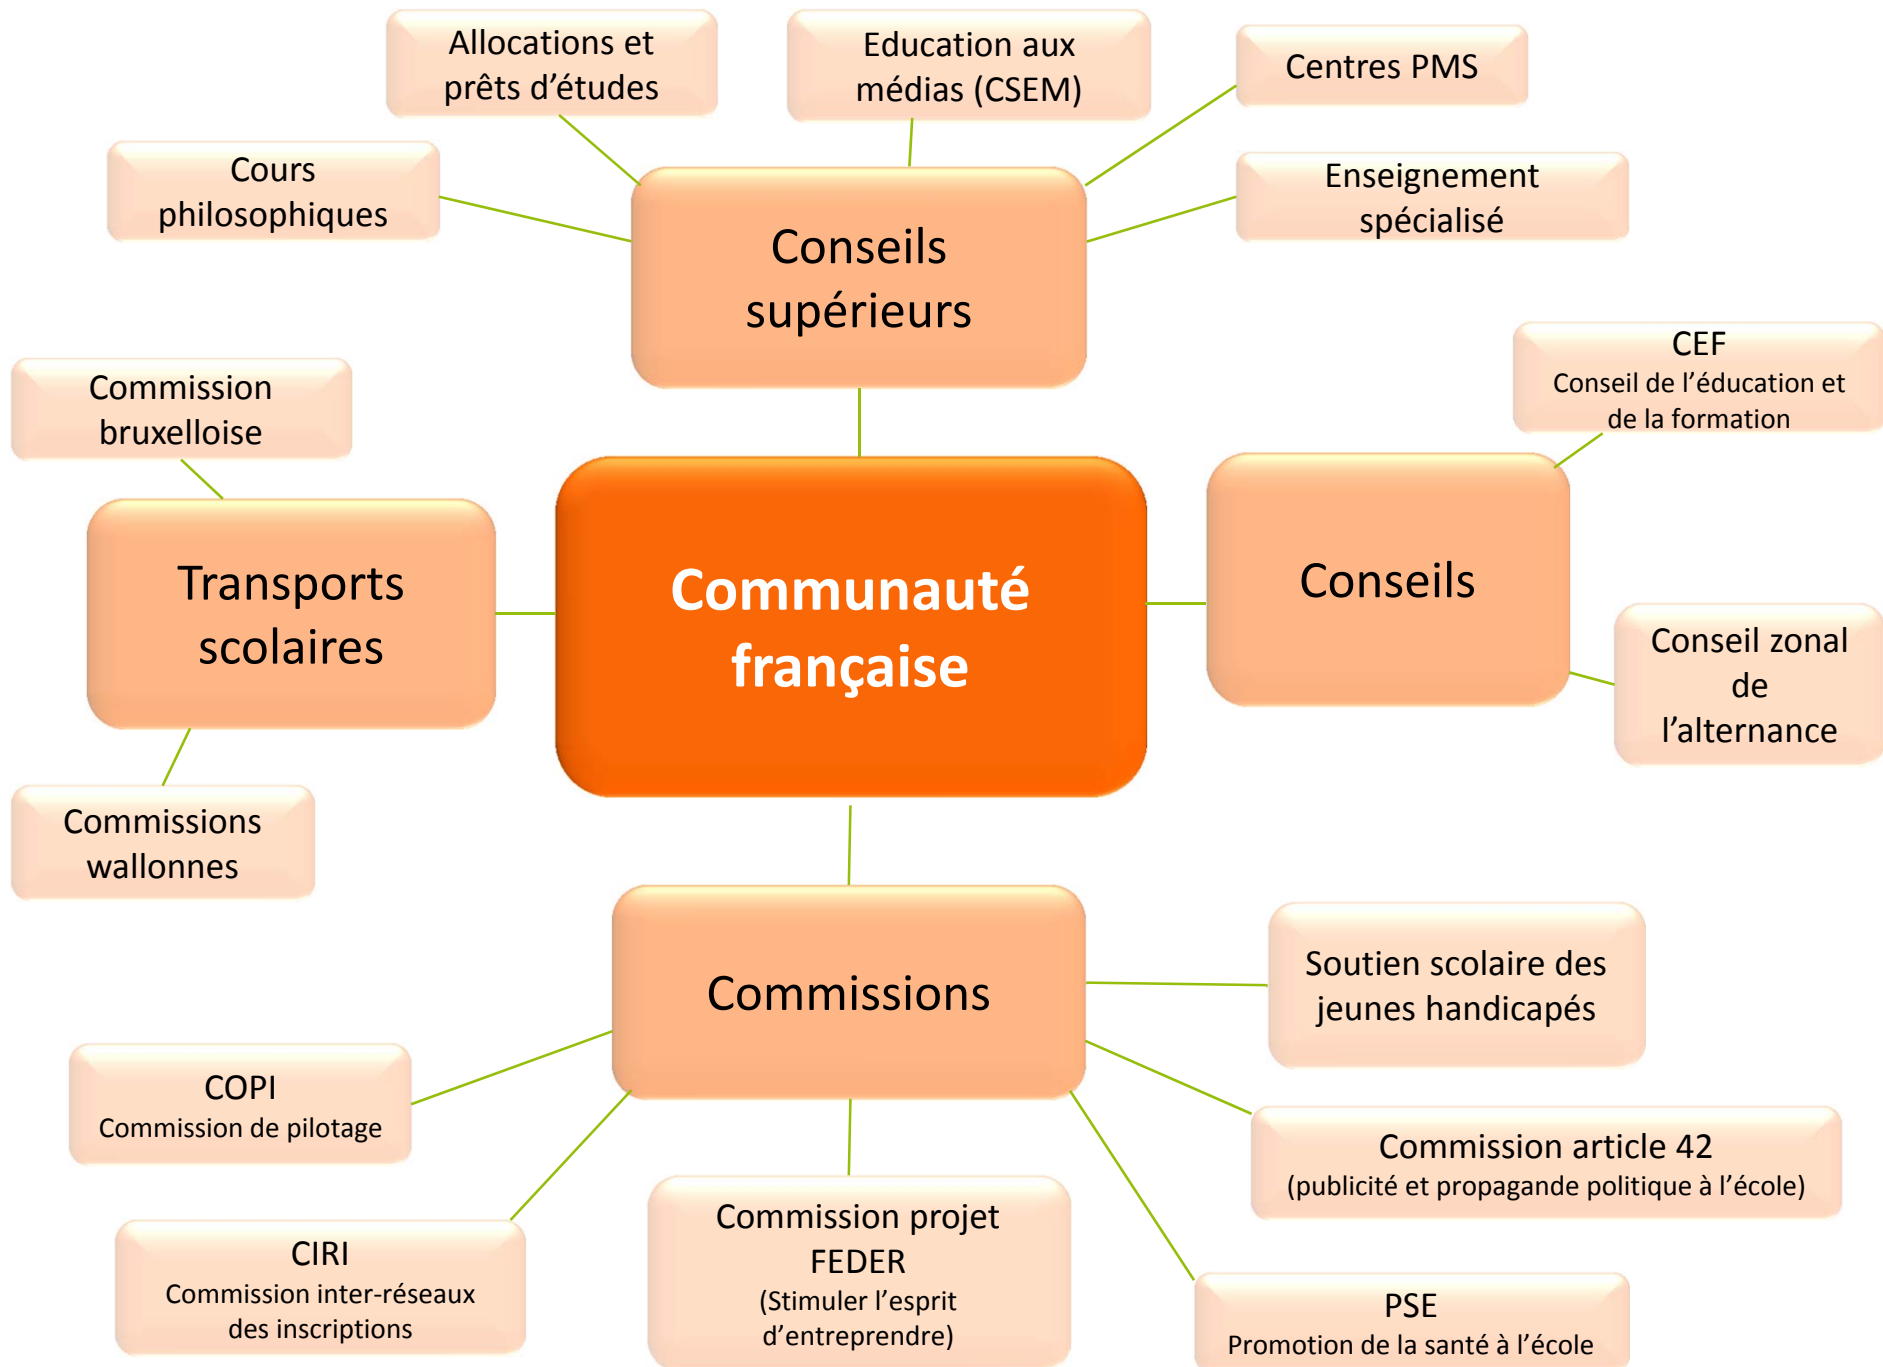 Allocations et
prêts d’études
Education aux
médias (CSEM)
Centres PMS
Cours
philosophiques
Enseignement
spécialisé
Conseils
supérieurs
CEF
Conseil de l’éducation et
de la formation
Commission
bruxelloise
Transports
scolaires
Communauté
française
Conseils
Conseil zonal
de
l’alternance
Commissions
wallonnes
Commissions
Soutien scolaire des
jeunes handicapés
COPI
Commission de pilotage
Commission article 42
(publicité et propagande politique à l’école)
CIRI
Commission inter-réseaux
des inscriptions
Commission projet
FEDER
(Stimuler l’esprit
d’entreprendre)
PSE
Promotion de la santé à l’école